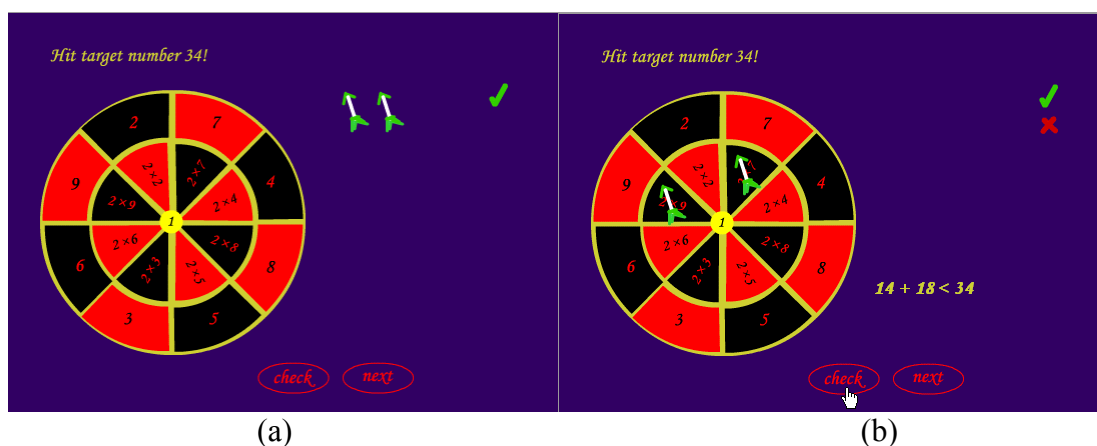 Hit target number 34!
2 7
9 2×2 2×7 4
2×9 2×4
1
6 2×6 2×8 8
2×3 2×5
3 5
check next
(a)
Hit target number 34!
2 7
9 2×2 7 4
2×9 2×4
1
6 2×6 2×8 8
2×3 2×5
3 5
14 + 18 < 34
check next
(b)